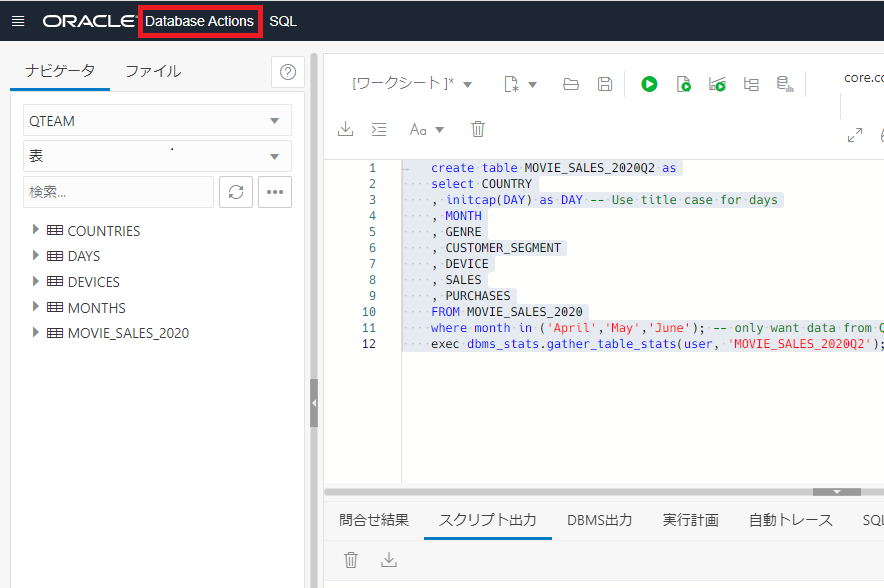 ORACLE Database Actions SQL
ナビゲータ ファイル
QTEAM
表
検索...
COUNTRIES
DAYS
DEVICES
MONTHS
MOVIE_SALES_2020
[ワークシート]*
core.cc
Aa
1 create table MOVIE_SALES_2020Q2 as
2 select COUNTRY
3 , initcap(DAY) as DAY -- Use title case for days
4 , MONTH
5 , GENRE
6 , CUSTOMER_SEGMENT
7 , DEVICE
8 , SALES
9 , PURCHASES
10 FROM MOVIE_SALES_2020
11 where month in ('April','May','June'); -- only want data from Q
12 exec dbms_stats.gather_table_stats(user, 'MOVIE_SALES_2020Q2');
問合せ結果 スクリプト出力 DBMS出力 実行計画 自動トレース SQL